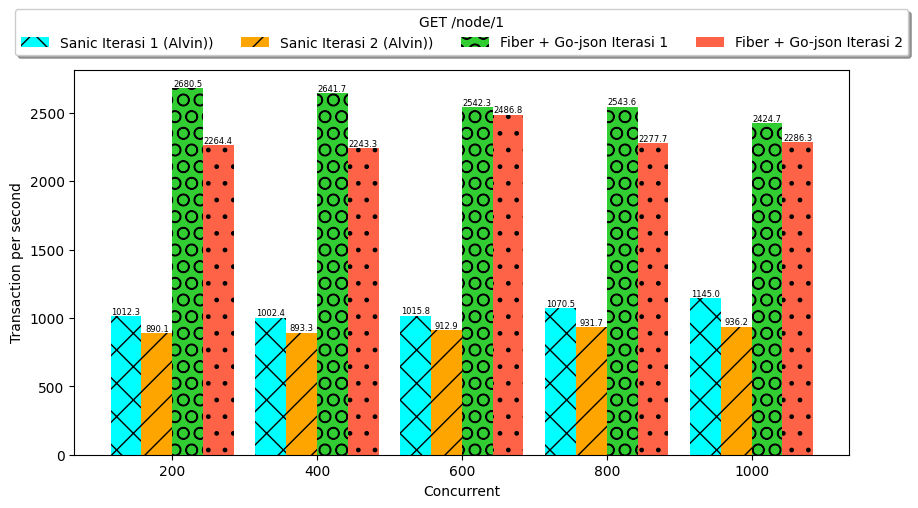 GET /node/1
Sanic Iterasi 1 (Alvin)) Sanic Iterasi 2 (Alvin)) Fiber + Go-json Iterasi 1 Fiber + Go-json Iterasi 2
Transaction per second
2500
2000
1500
1000
500
0
1012.3 890.1 2680.5 2264.4
1002.4 893.3 2641.7 2243.3
1015.8 912.9 2542.3 2486.8
1070.5 931.7 2543.6 2277.7
1145.0 936.2 2424.7 2286.3
200 400 600 800 1000
Concurrent